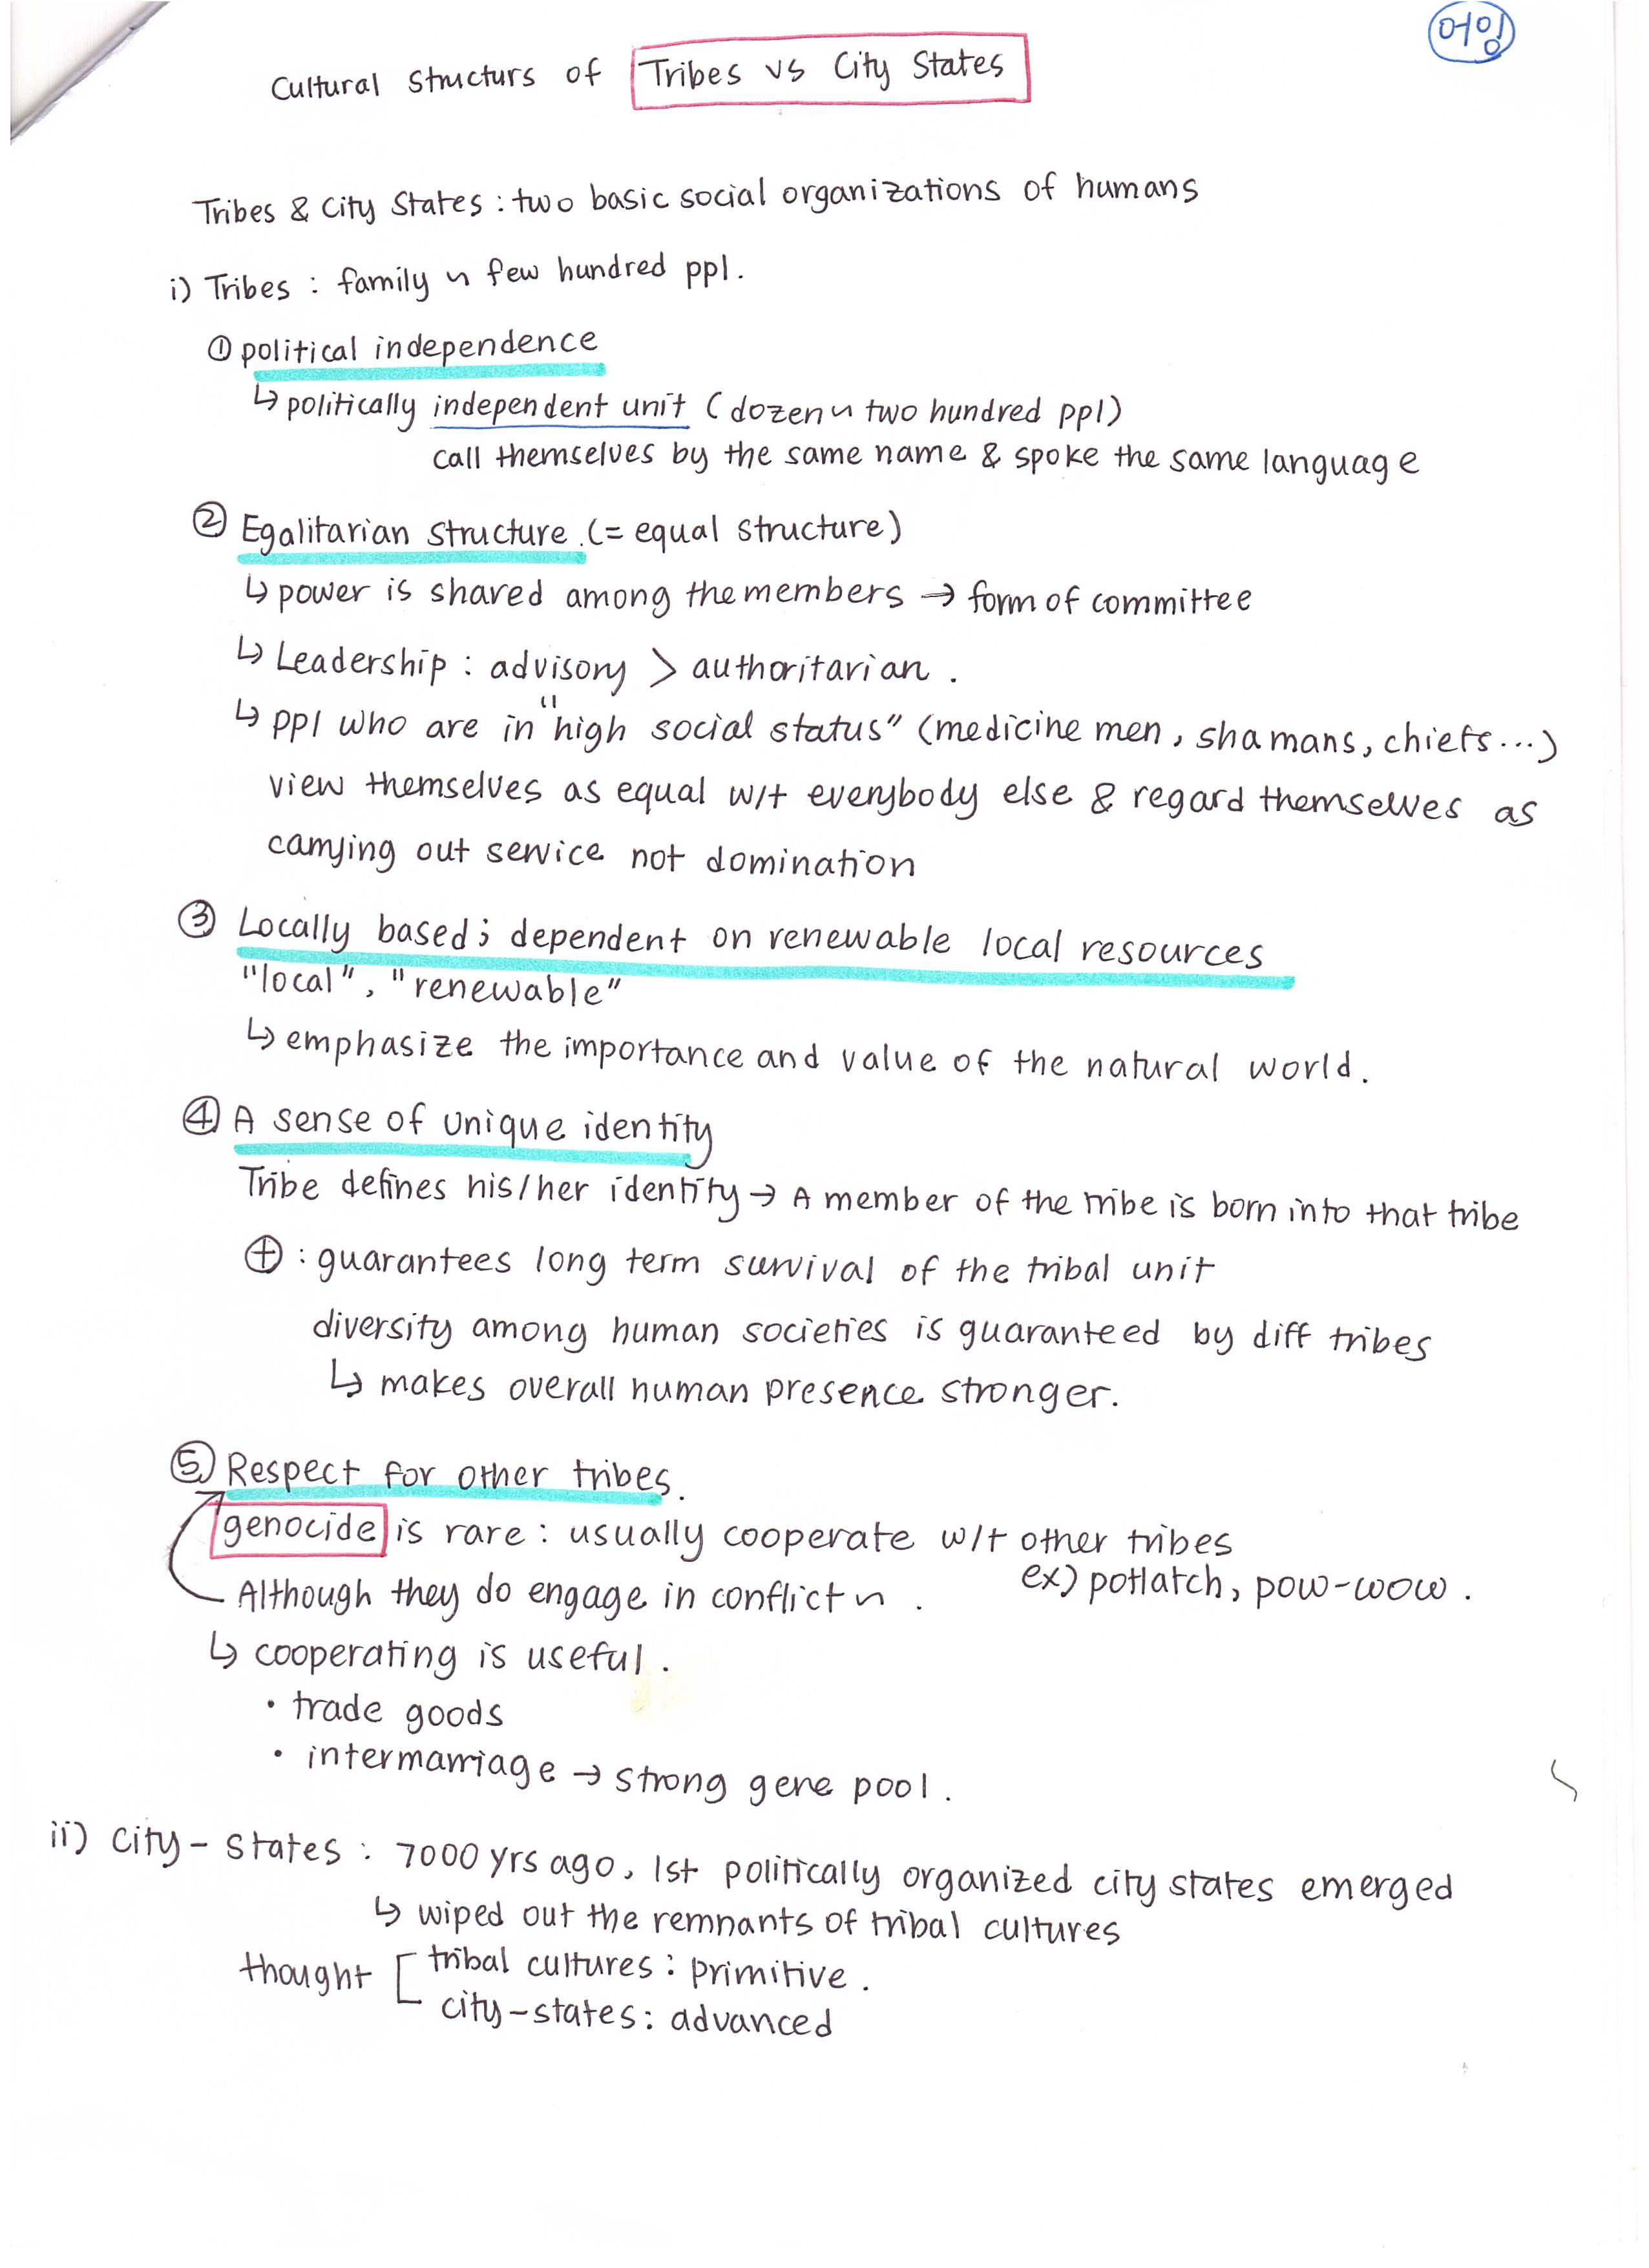 어잉
Cultural Structurs of Tribes vs City States
Tribes & City States : two basic social organizations of humans
i) Tribes : family ~ few hundred ppl.
① political independence
↳ politically independent unit (dozen ~ two hundred ppl)
call themselves by the same name & spoke the same language
② Egalitarian structure. (= equal structure)
↳ power is shared among the members → form of committee
↳ Leadership : advisory > authoritarian.
↳ ppl who are in "high social status" (medicine men, shamans, chiefs...)
view themselves as equal w/t everybody else & regard themselves as
carrying out service not domination
③ Locally based; dependent on renewable local resources
"local", "renewable"
↳ emphasize the importance and value of the natural world.
④ A sense of unique identity
Tribe defines his/her identity → A member of the tribe is born into that tribe
⊕ : guarantees long term survival of the tribal unit
diversity among human societies is guaranteed by diff tribes
↳ makes overall human presence stronger.
⑤ Respect for other tribes.
genocide is rare : usually cooperate w/t other tribes
ex) potlatch, pow-wow.
Although they do engage in conflict ~ .
↳ cooperating is useful.
· trade goods
· intermarriage → strong gene pool.
ii) city-states : 7000 yrs ago, 1st politically organized city states emerged
↳ wiped out the remnants of tribal cultures
thought [ tribal cultures : primitive.
city-states : advanced